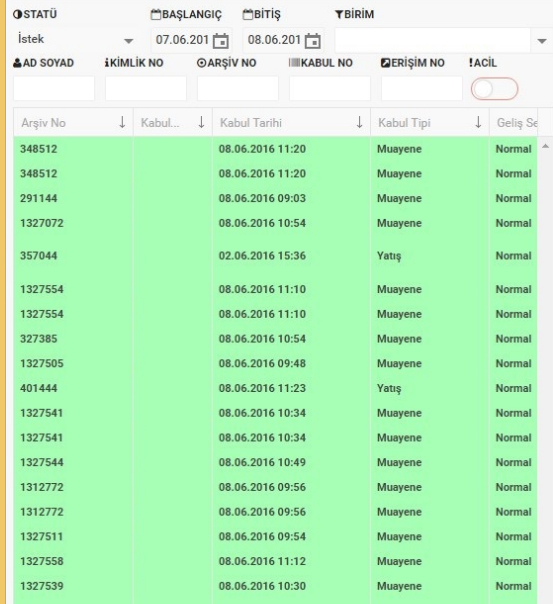 STATÜ BAŞLANGIÇ BİTİŞ BİRİM
İstek 07.06.201 08.06.201
AD SOYAD KİMLİK NO ARŞİV NO KABUL NO ERİŞİM NO !ACİL
Arşiv No Kabul... Kabul Tarihi Kabul Tipi Geliş Se
348512 08.06.2016 11:20 Muayene Normal
348512 08.06.2016 11:20 Muayene Normal
291144 08.06.2016 09:03 Muayene Normal
1327072 08.06.2016 10:54 Muayene Normal
357044 02.06.2016 15:36 Yatış Normal
1327554 08.06.2016 11:10 Muayene Normal
1327554 08.06.2016 11:10 Muayene Normal
327385 08.06.2016 10:54 Muayene Normal
1327505 08.06.2016 09:48 Muayene Normal
401444 08.06.2016 11:23 Yatış Normal
1327541 08.06.2016 10:34 Muayene Normal
1327541 08.06.2016 10:34 Muayene Normal
1327544 08.06.2016 10:49 Muayene Normal
1312772 08.06.2016 09:56 Muayene Normal
1312772 08.06.2016 09:56 Muayene Normal
1327511 08.06.2016 09:54 Muayene Normal
1327558 08.06.2016 11:12 Muayene Normal
1327539 08.06.2016 10:30 Muayene Normal